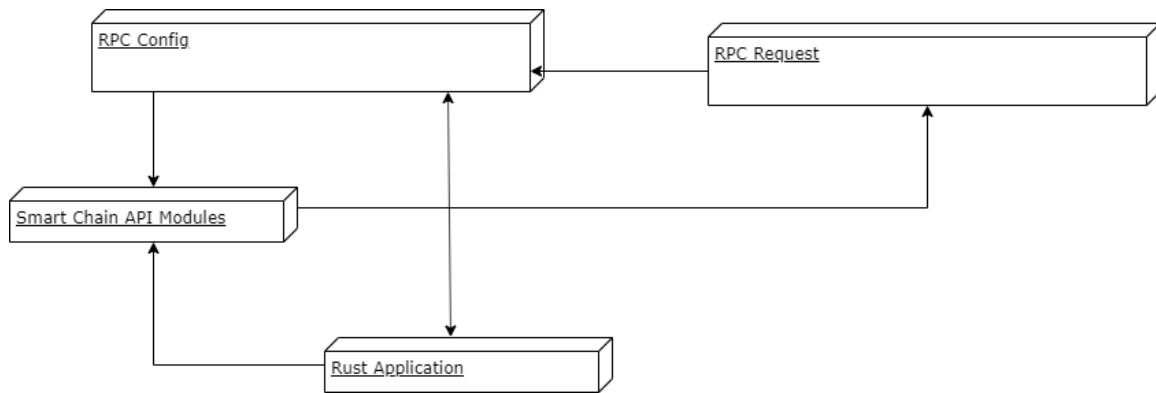 RPC Config
RPC Request
Smart Chain API Modules
Rust Application